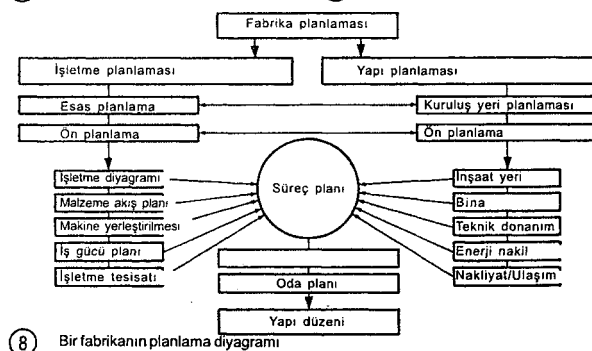 Fabrika planlaması
İşletme planlaması
Yapı planlaması
Esas planlama
Kuruluş yeri planlaması
Ön planlama
Ön planlama
İşletme diyagramı
Malzeme akış planı
Makine yerleştirilmesi
İş gücü planı
İşletme tesisatı
Süreç planı
İnşaat yeri
Bina
Teknik donanım
Enerji nakil
Nakliyat/Ulaşım
Oda planı
Yapı düzeni
8 Bir fabrikanın planlama diyagramı